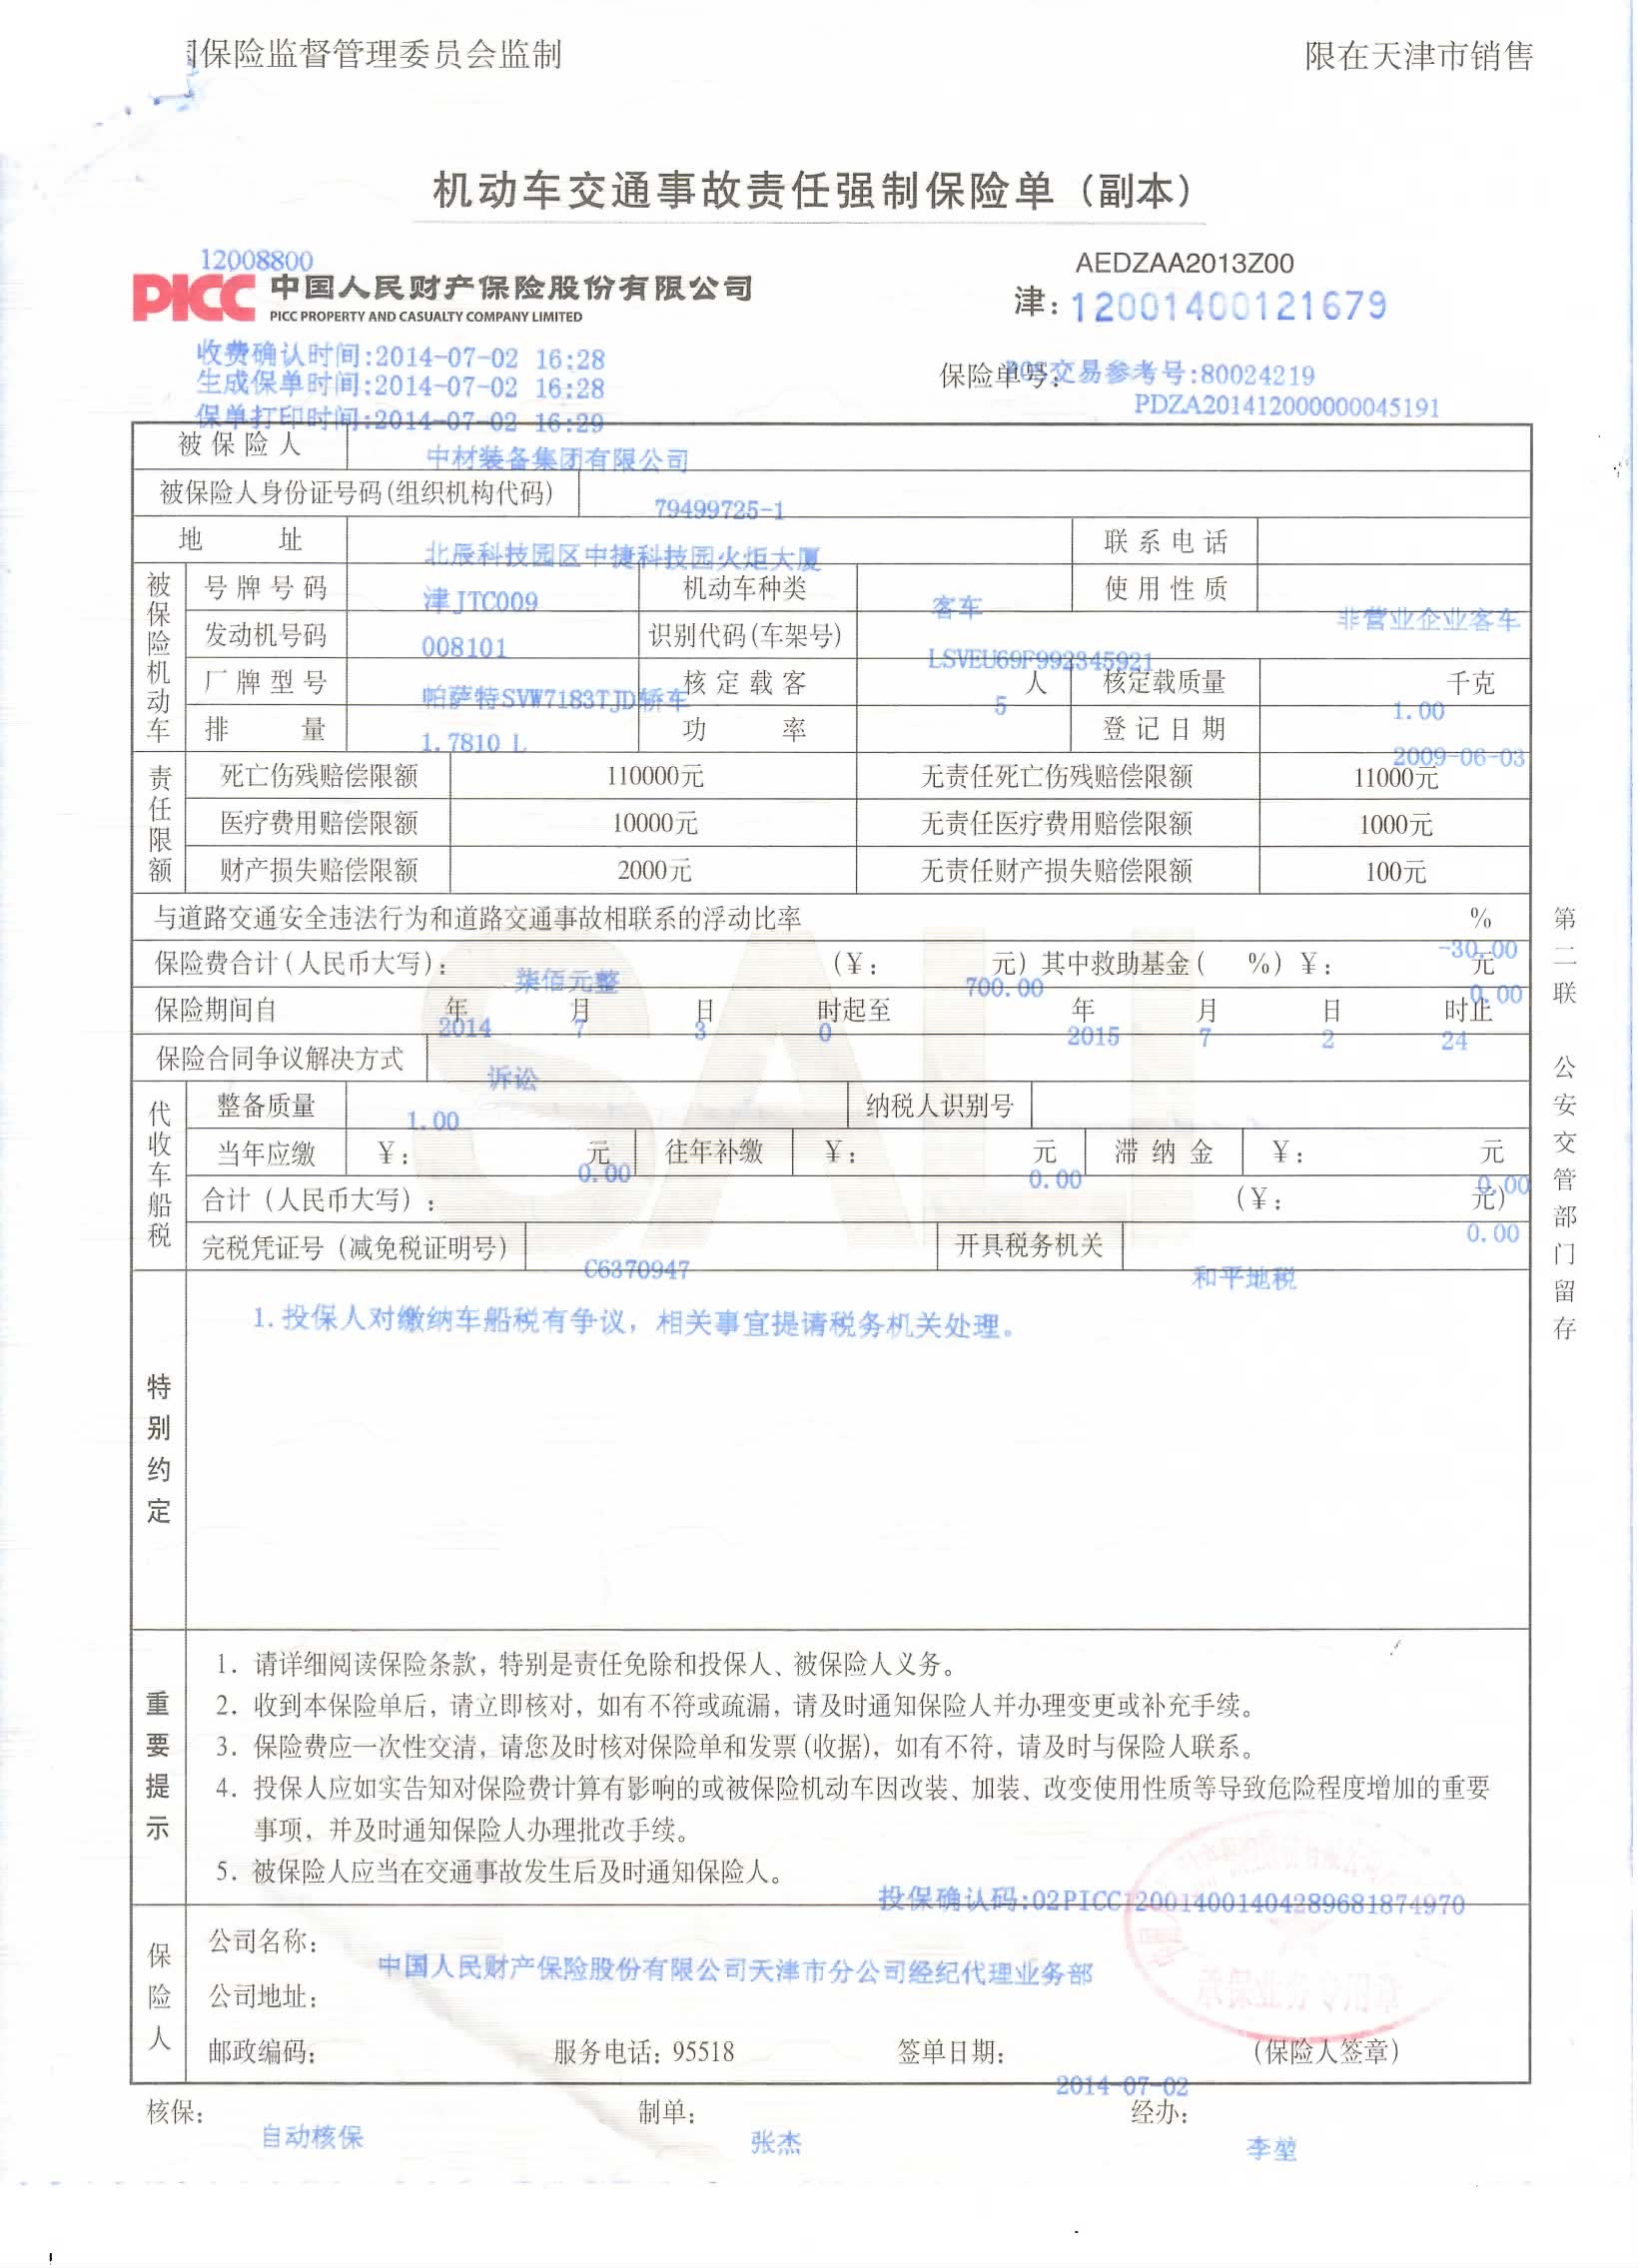 保险监督管理委员会监制 限在天津市销售
机动车交通事故责任强制保险单（副本）
12008800
PICC 中国人民财产保险股份有限公司
PICC PROPERTY AND CASUALTY COMPANY LIMITED
AEDZAA2013Z00
津：12001400121679
收费确认时间:2014-07-02 16:28
生成保单时间:2014-07-02 16:28
保单打印时间:2014-07-02 16:29
保险单号： POS交易参考号:80024219
PDZA201412000000045191
被保险人 中材装备集团有限公司
被保险人身份证号码(组织机构代码) 79499725-1
地 址 北辰科技园区中捷科技园火炬大厦 联系电话
被保险机动车
号牌号码 津JTC009 机动车种类 客车 使用性质 非营业企业客车
发动机号码 008101 识别代码(车架号) LSVEU69F992345921
厂牌型号 帕萨特SVW7183TJD轿车 核定载客 5 人 核定载质量 1.00 千克
排 量 1.7810 L 功 率 登记日期 2009-06-03
责任限额
死亡伤残赔偿限额 110000元 无责任死亡伤残赔偿限额 11000元
医疗费用赔偿限额 10000元 无责任医疗费用赔偿限额 1000元
财产损失赔偿限额 2000元 无责任财产损失赔偿限额 100元
与道路交通安全违法行为和道路交通事故相联系的浮动比率 -30.00 %
保险费合计(人民币大写)： 柒佰元整 (￥： 700.00 元) 其中救助基金( %)￥： 0.00 元
保险期间自 2014 年 7 月 3 日 0 时起至 2015 年 7 月 2 日 24 时止
保险合同争议解决方式 诉讼
代收车船税
整备质量 1.00 纳税人识别号
当年应缴 ￥： 0.00 元 往年补缴 ￥： 0.00 元 滞纳金 ￥： 0.00 元
合计(人民币大写)： (￥： 0.00 元)
完税凭证号(减免税证明号) C6370947 开具税务机关 和平地税
特别约定
1.投保人对缴纳车船税有争议，相关事宜提请税务机关处理。
重要提示
1. 请详细阅读保险条款，特别是责任免除和投保人、被保险人义务。
2. 收到本保险单后，请立即核对，如有不符或疏漏，请及时通知保险人并办理变更或补充手续。
3. 保险费应一次性交清，请您及时核对保险单和发票(收据)，如有不符，请及时与保险人联系。
4. 投保人应如实告知对保险费计算有影响的或被保险机动车因改装、加装、改变使用性质等导致危险程度增加的重要
事项，并及时通知保险人办理批改手续。
5. 被保险人应当在交通事故发生后及时通知保险人。
投保确认码:02PICC120014001404289681874970
保险人
公司名称： 中国人民财产保险股份有限公司天津市分公司经纪代理业务部
公司地址：
邮政编码： 服务电话：95518 签单日期： 2014-07-02 (保险人签章)
承保业务专用章
核保： 自动核保 制单： 张杰 经办： 李堃
第二联 公安交管部门留存
SALI